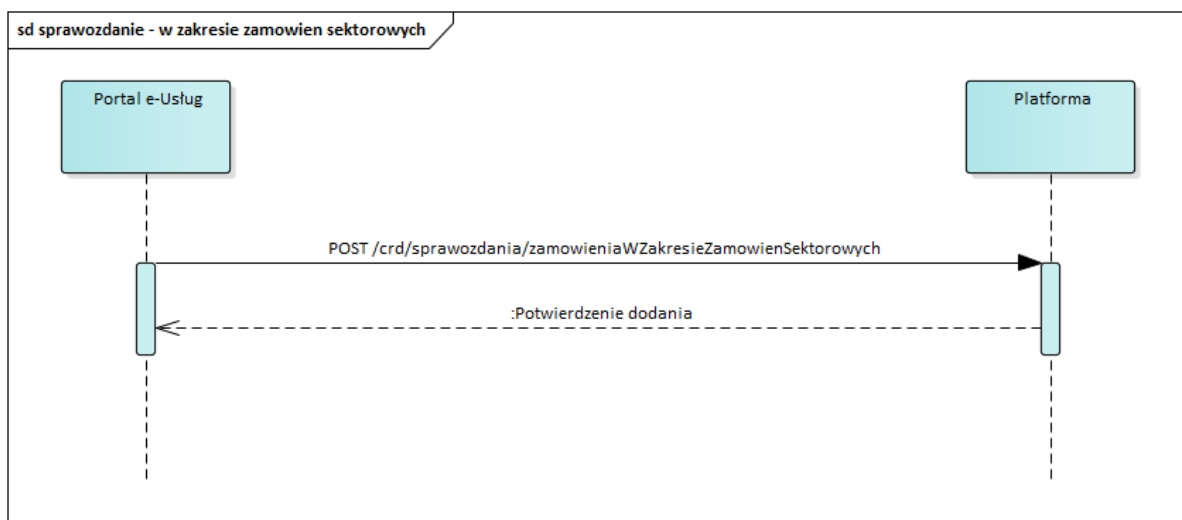 sd sprawozdanie - w zakresie zamowien sektorowych
Portal e-Usług
Platforma
POST /crd/sprawozdania/zamowieniaWZakresieZamowienSektorowych
:Potwierdzenie dodania